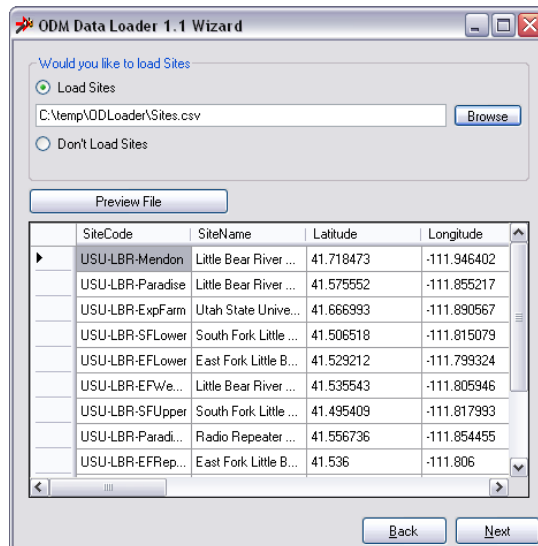 ODM Data Loader 1.1 Wizard
Would you like to load Sites
Load Sites
C:\temp\ODLoader\Sites.csv Browse
Don't Load Sites
Preview File
SiteCode SiteName Latitude Longitude
USU-LBR-Mendon Little Bear River ... 41.718473 -111.946402
USU-LBR-Paradise Little Bear River ... 41.575552 -111.855217
USU-LBR-ExpFarm Utah State Unive... 41.666993 -111.890567
USU-LBR-SFLower South Fork Little ... 41.506518 -111.815079
USU-LBR-EFLower East Fork Little B... 41.529212 -111.799324
USU-LBR-EFWe... Little Bear River ... 41.535543 -111.805946
USU-LBR-SFUpper South Fork Little ... 41.495409 -111.817993
USU-LBR-Paradi... Radio Repeater ... 41.556736 -111.854455
USU-LBR-EFRep... East Fork Little B... 41.536 -111.806
Back Next